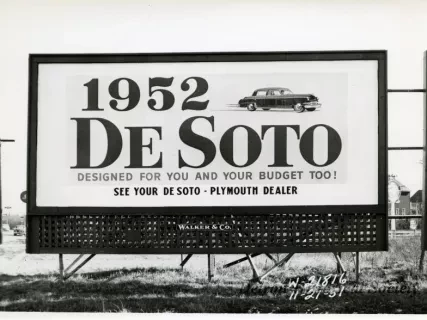 1952
DE SOTO
DESIGNED FOR YOU AND YOUR BUDGET TOO!
SEE YOUR DE SOTO - PLYMOUTH DEALER
WALKER & CO.
11-21-51